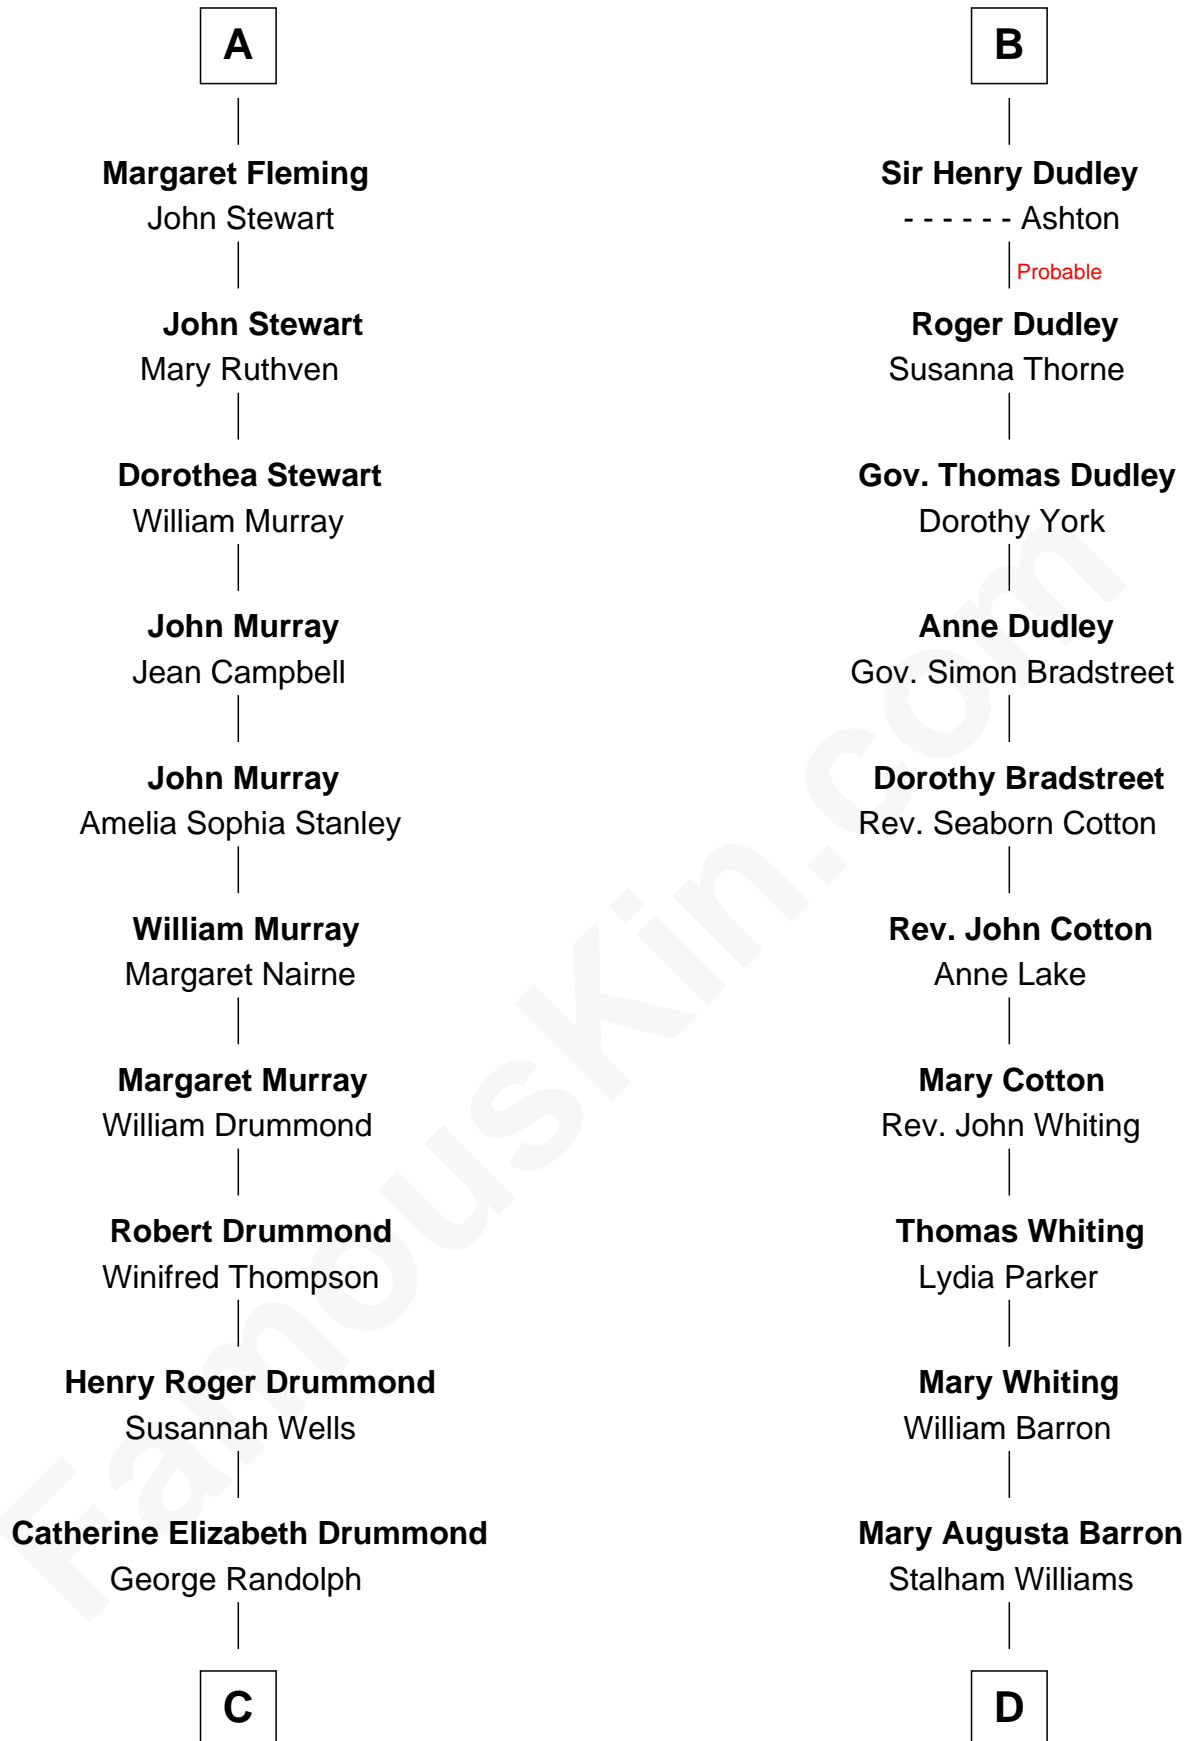 A
Margaret Fleming
John Stewart
John Stewart
Mary Ruthven
Dorothea Stewart
William Murray
John Murray
Jean Campbell
John Murray
Amelia Sophia Stanley
William Murray
Margaret Nairne
Margaret Murray
William Drummond
Robert Drummond
Winifred Thompson
Henry Roger Drummond
Susannah Wells
Catherine Elizabeth Drummond
George Randolph
C
B
Sir Henry Dudley
- - - - - - Ashton
Probable
Roger Dudley
Susanna Thorne
Gov. Thomas Dudley
Dorothy York
Anne Dudley
Gov. Simon Bradstreet
Dorothy Bradstreet
Rev. Seaborn Cotton
Rev. John Cotton
Anne Lake
Mary Cotton
Rev. John Whiting
Thomas Whiting
Lydia Parker
Mary Whiting
William Barron
Mary Augusta Barron
Stalham Williams
D
FamousKin.com